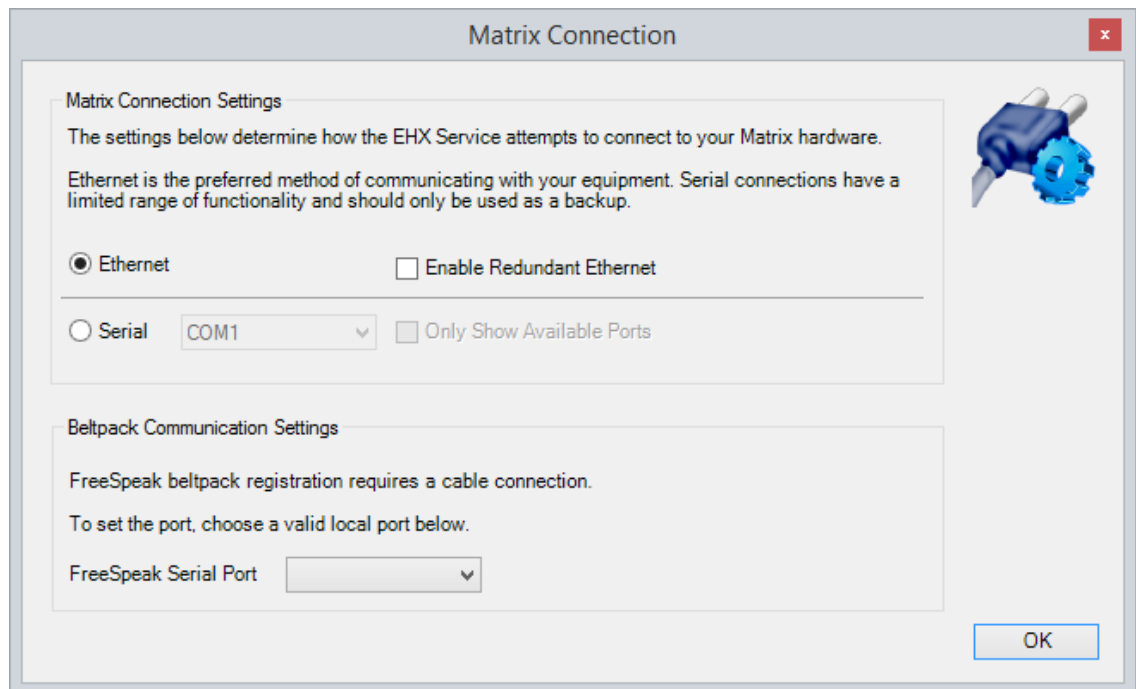 Matrix Connection
x
Matrix Connection Settings
The settings below determine how the EHX Service attempts to connect to your Matrix hardware.
Ethernet is the preferred method of communicating with your equipment. Serial connections have a
limited range of functionality and should only be used as a backup.
Ethernet Enable Redundant Ethernet
Serial COM1 Only Show Available Ports
Beltpack Communication Settings
FreeSpeak beltpack registration requires a cable connection.
To set the port, choose a valid local port below.
FreeSpeak Serial Port
OK